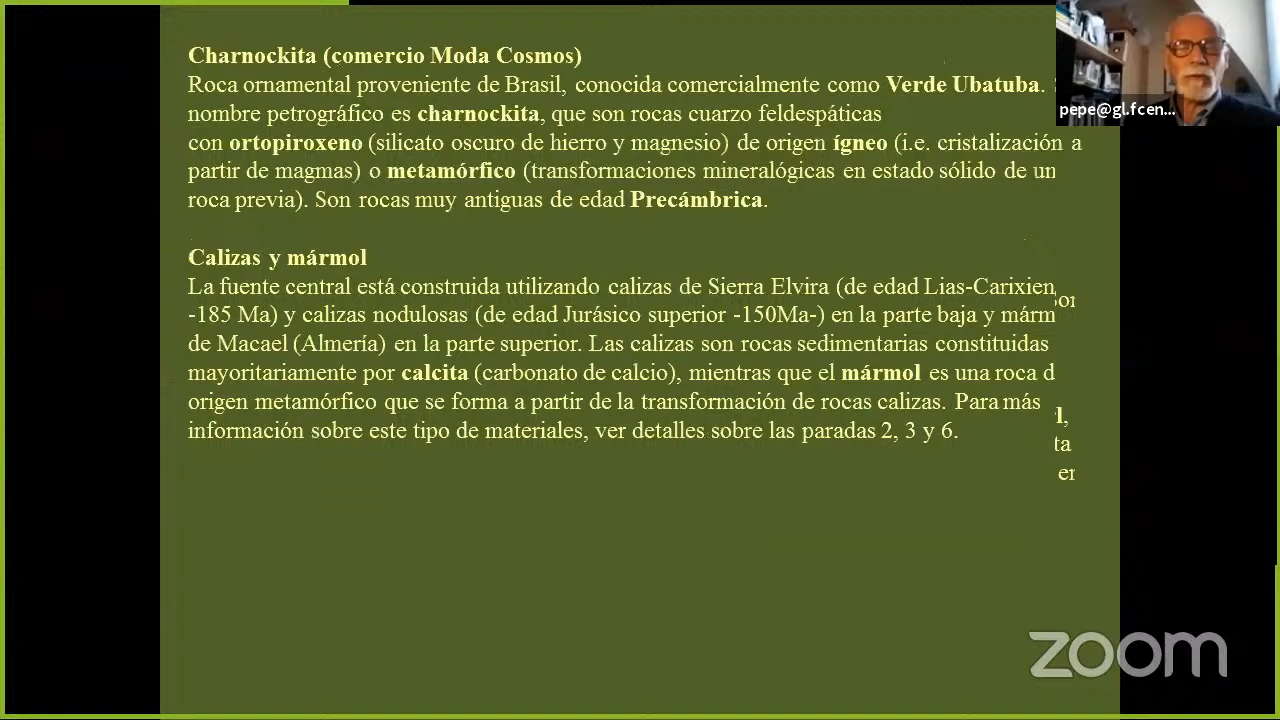 Charnockita (comercio Moda Cosmos)
Roca ornamental proveniente de Brasil, conocida comercialmente como Verde Ubatuba.
nombre petrográfico es charnockita, que son rocas cuarzo feldespáticas
con ortopiroxeno (silicato oscuro de hierro y magnesio) de origen ígneo (i.e. cristalización a
partir de magmas) o metamórfico (transformaciones mineralógicas en estado sólido de un
roca previa). Son rocas muy antiguas de edad Precámbrica.
Calizas y mármol
La fuente central está construida utilizando calizas de Sierra Elvira (de edad Lias-Carixien
-185 Ma) y calizas nodulosas (de edad Jurásico superior -150Ma-) en la parte baja y márm
de Macael (Almería) en la parte superior. Las calizas son rocas sedimentarias constituidas
mayoritariamente por calcita (carbonato de calcio), mientras que el mármol es una roca d
origen metamórfico que se forma a partir de la transformación de rocas calizas. Para más
información sobre este tipo de materiales, ver detalles sobre las paradas 2, 3 y 6.
l,
ta
er
pepe@gl.fcen...
zoom